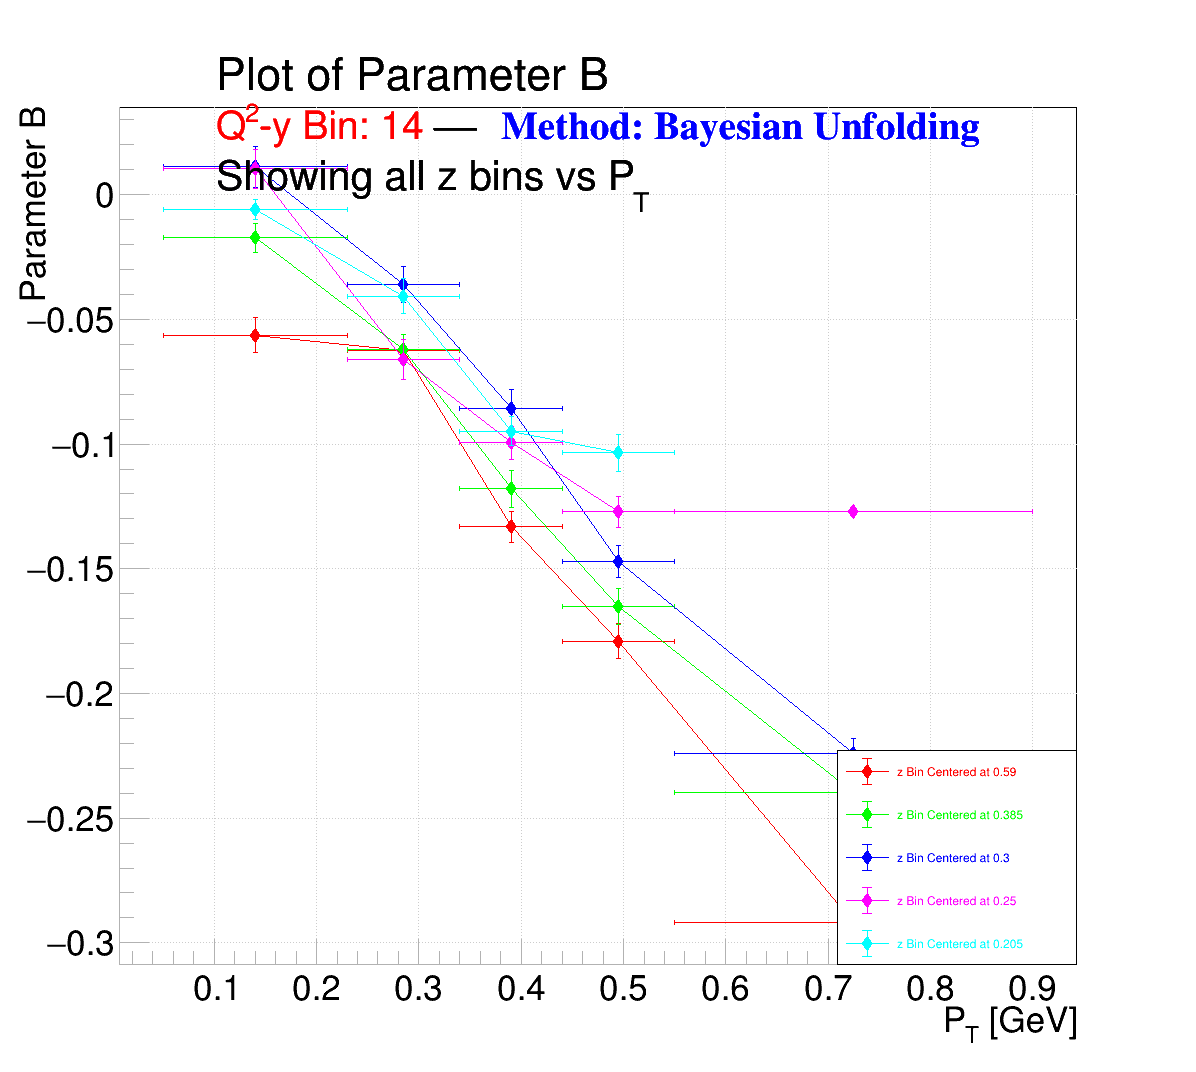 Plot of Parameter B
Q²-y Bin: 14 — Method: Bayesian Unfolding
Showing all z bins vs P_T
Parameter B
0
−0.05
−0.1
−0.15
−0.2
−0.25
−0.3
z Bin Centered at 0.59
z Bin Centered at 0.385
z Bin Centered at 0.3
z Bin Centered at 0.25
z Bin Centered at 0.205
0.1 0.2 0.3 0.4 0.5 0.6 0.7 0.8 0.9
P_T [GeV]